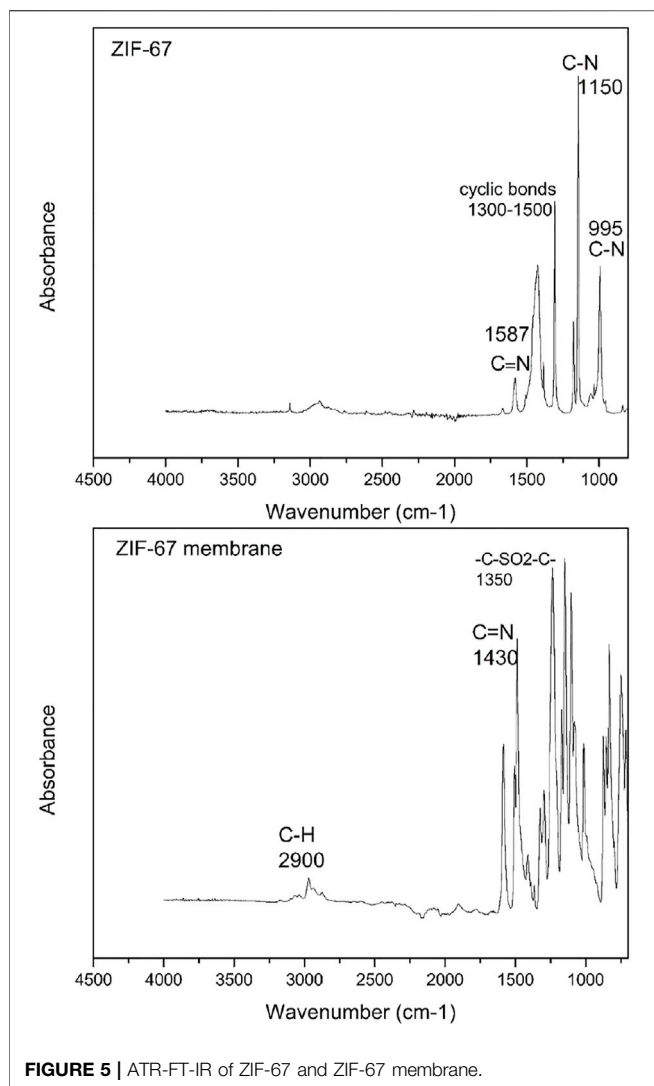 ZIF-67
C-N
1150
cyclic bonds
1300-1500
995
C-N
1587
C=N
Absorbance
4500 4000 3500 3000 2500 2000 1500 1000
Wavenumber (cm-1)
ZIF-67 membrane
-C-SO2-C-
1350
C=N
1430
C-H
2900
Absorbance
4500 4000 3500 3000 2500 2000 1500 1000
Wavenumber (cm-1)
FIGURE 5 | ATR-FT-IR of ZIF-67 and ZIF-67 membrane.